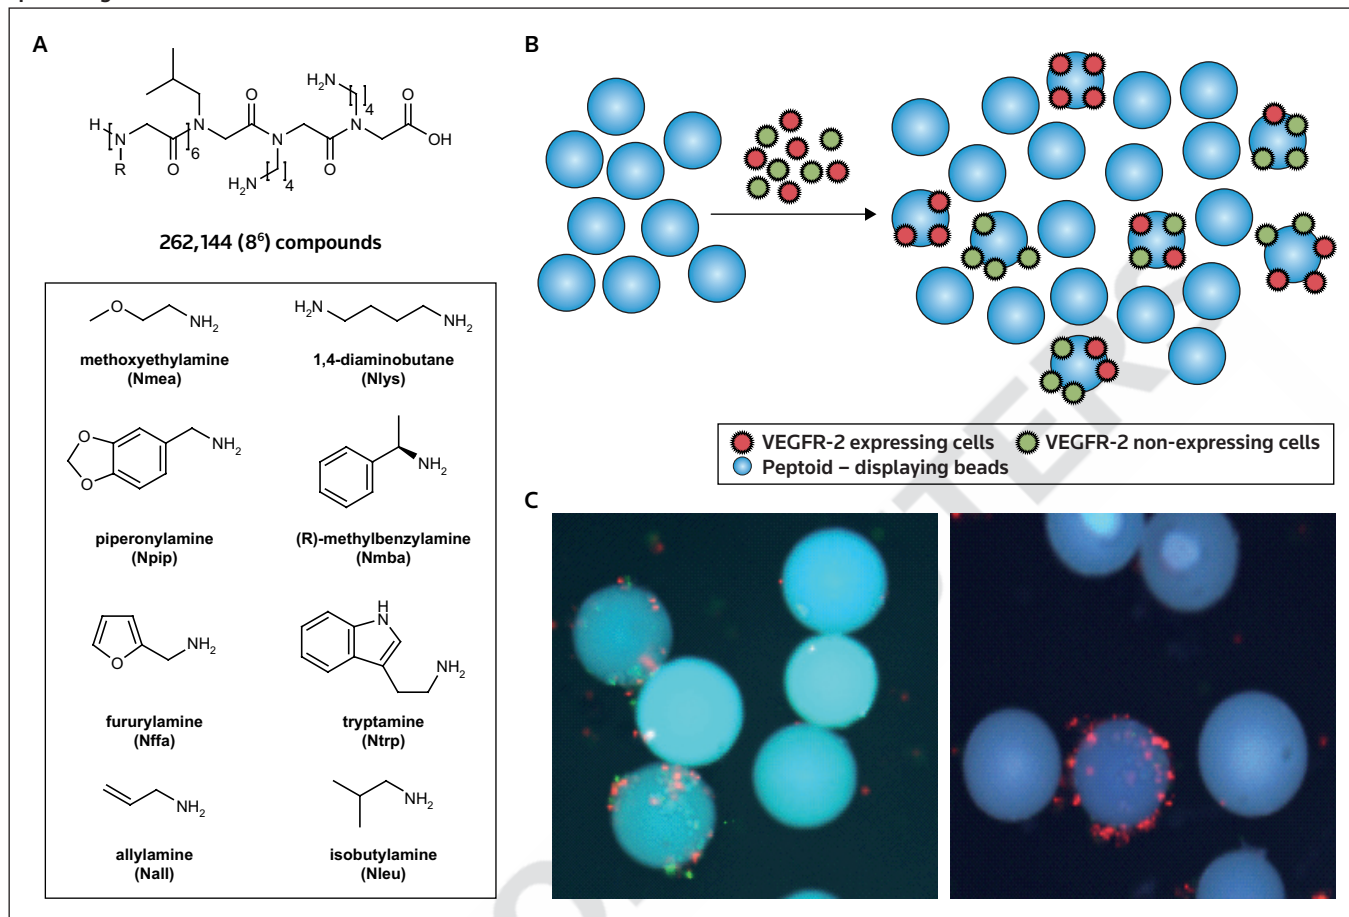 A
H
N
R
O
6
N
O
N
H₂N
4
H₂N
4
O
N
O
OH
262,144 (8⁶) compounds
O
NH₂
methoxyethylamine
(Nmea)
H₂N
NH₂
1,4-diaminobutane
(Nlys)
O
O
NH₂
piperonylamine
(Npip)
NH₂
(R)-methylbenzylamine
(Nmba)
O
NH₂
fururylamine
(Nffa)
H
N
NH₂
tryptamine
(Ntrp)
NH₂
allylamine
(Nall)
NH₂
isobutylamine
(Nleu)
B
VEGFR-2 expressing cells
VEGFR-2 non-expressing cells
Peptoid – displaying beads
C